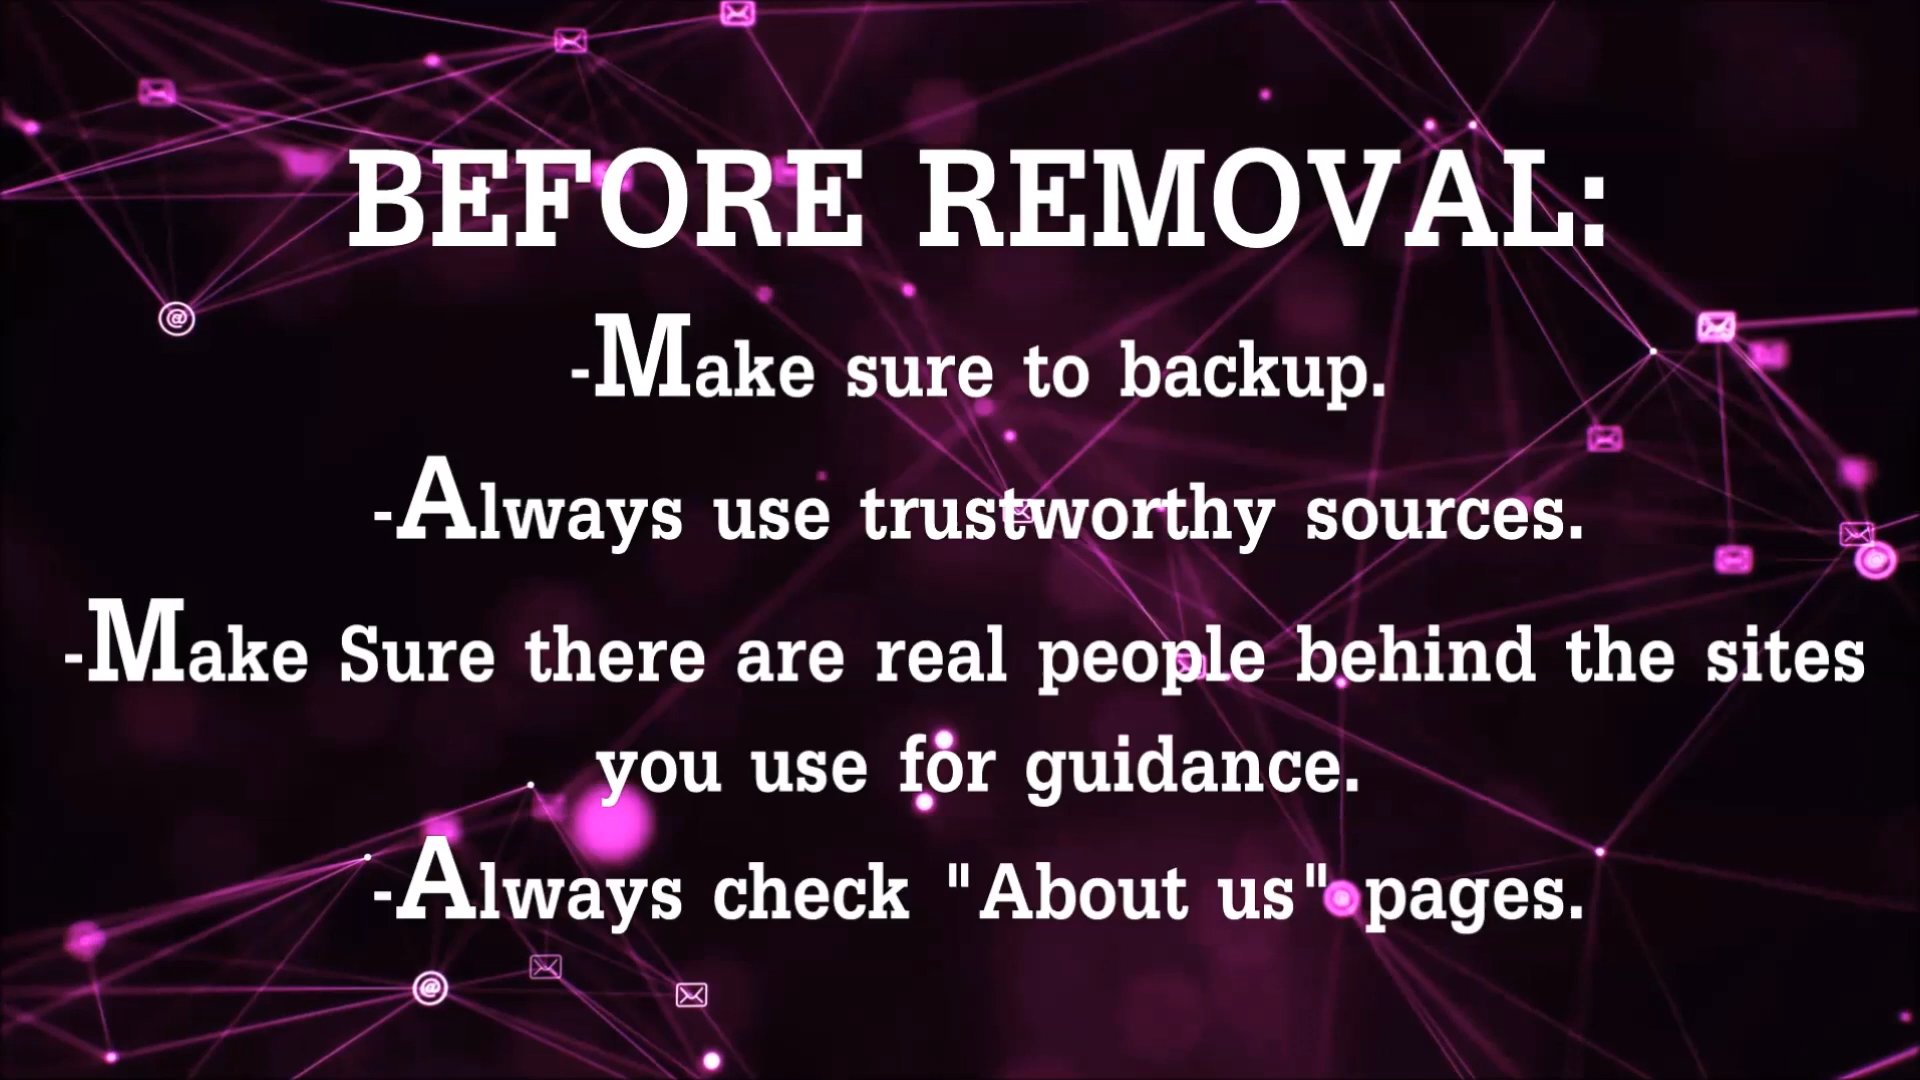 BEFORE REMOVAL:
-Make sure to backup.
-Always use trustworthy sources.
-Make Sure there are real people behind the sites
you use for guidance.
-Always check "About us" pages.